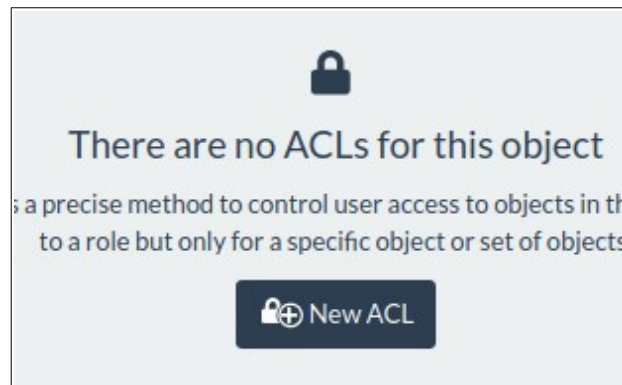 There are no ACLs for this object
s a precise method to control user access to objects in th
to a role but only for a specific object or set of objects
New ACL